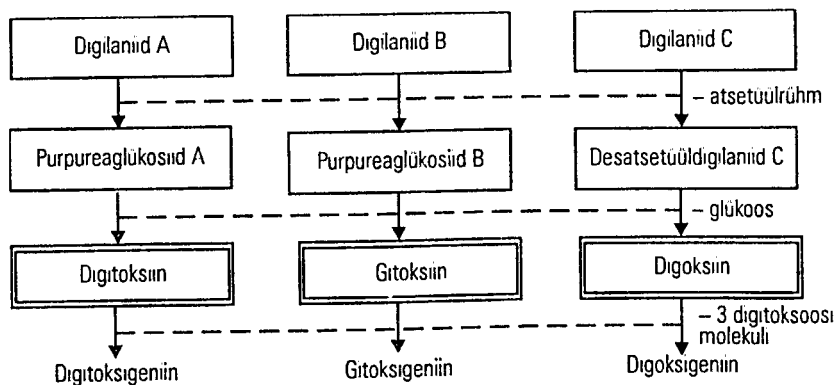 Digilaniid A
Digilaniid B
Digilaniid C
– atsetüülrühm
Purpureaglükosiid A
Purpureaglükosiid B
Desatsetüüldigilaniid C
– glükoos
Digitoksiin
Gitoksiin
Digoksiin
– 3 digitoksoosi
molekuli
Digitoksigeniin
Gitoksigeniin
Digoksigeniin